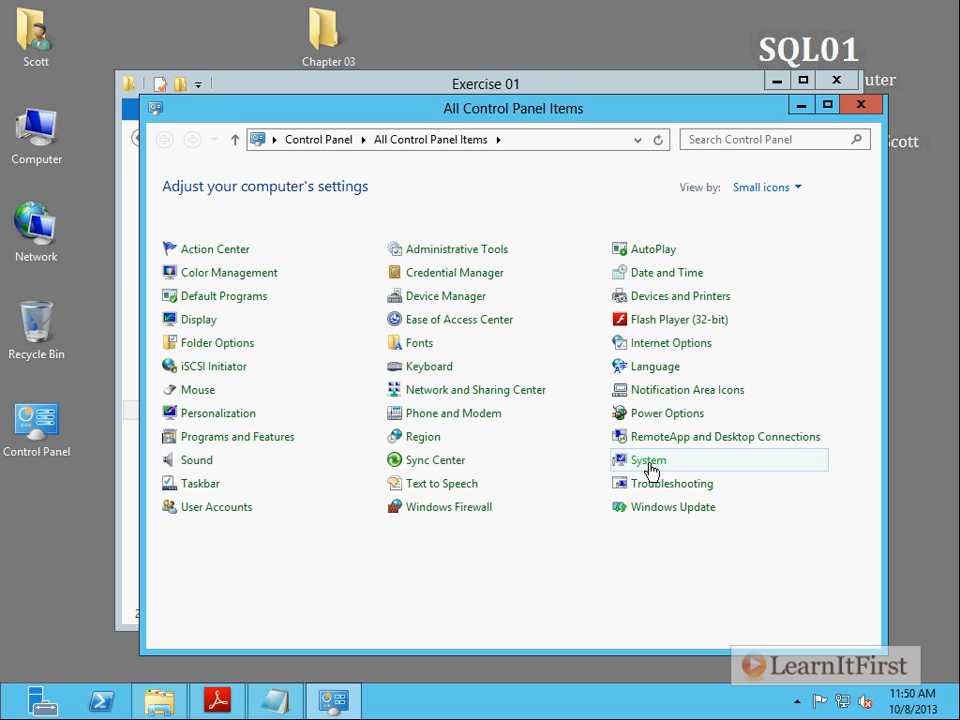 Scott
Chapter 03
SQL01
uter
Scott
Computer
Network
Recycle Bin
Control Panel
Exercise 01
All Control Panel Items
Control Panel
All Control Panel Items
Search Control Panel
Adjust your computer's settings
View by: Small icons
Action Center
Administrative Tools
AutoPlay
Color Management
Credential Manager
Date and Time
Default Programs
Device Manager
Devices and Printers
Display
Ease of Access Center
Flash Player (32-bit)
Folder Options
Fonts
Internet Options
iSCSI Initiator
Keyboard
Language
Mouse
Network and Sharing Center
Notification Area Icons
Personalization
Phone and Modem
Power Options
Programs and Features
Region
RemoteApp and Desktop Connections
Sound
Sync Center
System
Taskbar
Text to Speech
Troubleshooting
User Accounts
Windows Firewall
Windows Update
2
LearnItFirst
11:50 AM
10/8/2013